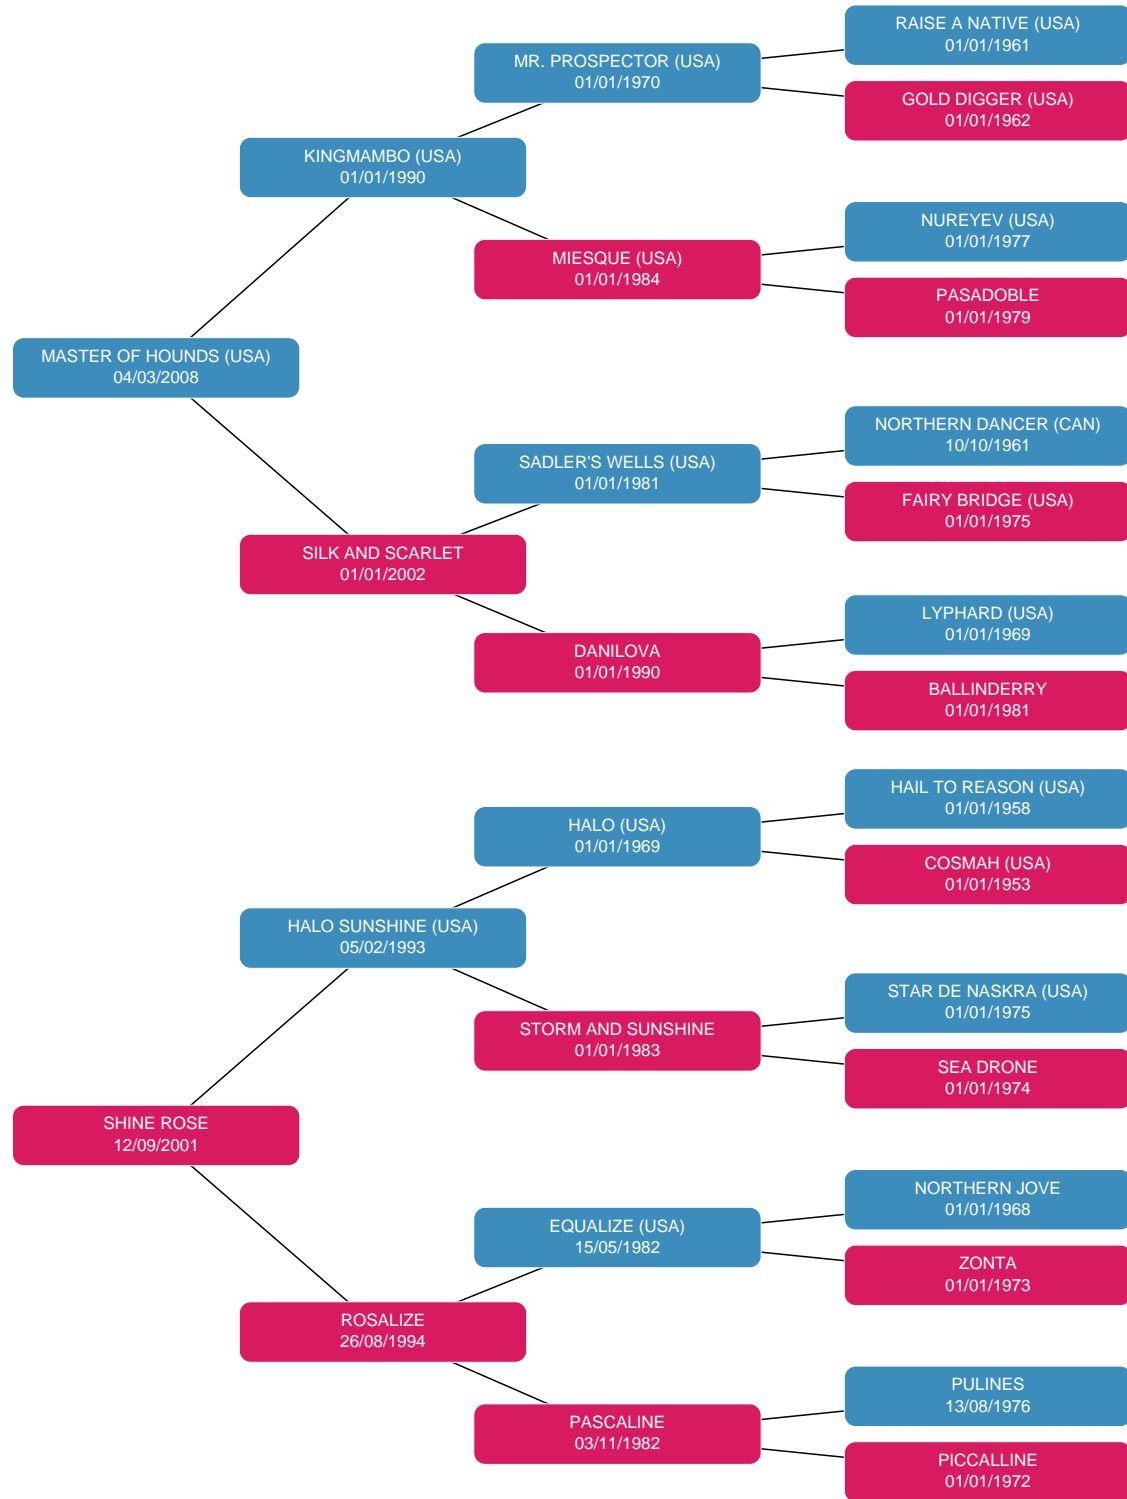 RAISE A NATIVE (USA)
01/01/1961
MR. PROSPECTOR (USA)
01/01/1970
GOLD DIGGER (USA)
01/01/1962
KINGMAMBO (USA)
01/01/1990
NUREYEV (USA)
01/01/1977
MIESQUE (USA)
01/01/1984
PASADOBLE
01/01/1979
MASTER OF HOUNDS (USA)
04/03/2008
NORTHERN DANCER (CAN)
10/10/1961
SADLER'S WELLS (USA)
01/01/1981
FAIRY BRIDGE (USA)
01/01/1975
SILK AND SCARLET
01/01/2002
LYPHARD (USA)
01/01/1969
DANILOVA
01/01/1990
BALLINDERRY
01/01/1981
HAIL TO REASON (USA)
01/01/1958
HALO (USA)
01/01/1969
COSMAH (USA)
01/01/1953
HALO SUNSHINE (USA)
05/02/1993
STAR DE NASKRA (USA)
01/01/1975
STORM AND SUNSHINE
01/01/1983
SEA DRONE
01/01/1974
SHINE ROSE
12/09/2001
NORTHERN JOVE
01/01/1968
EQUALIZE (USA)
15/05/1982
ZONTA
01/01/1973
ROSALIZE
26/08/1994
PULINES
13/08/1976
PASCALINE
03/11/1982
PICCALLINE
01/01/1972